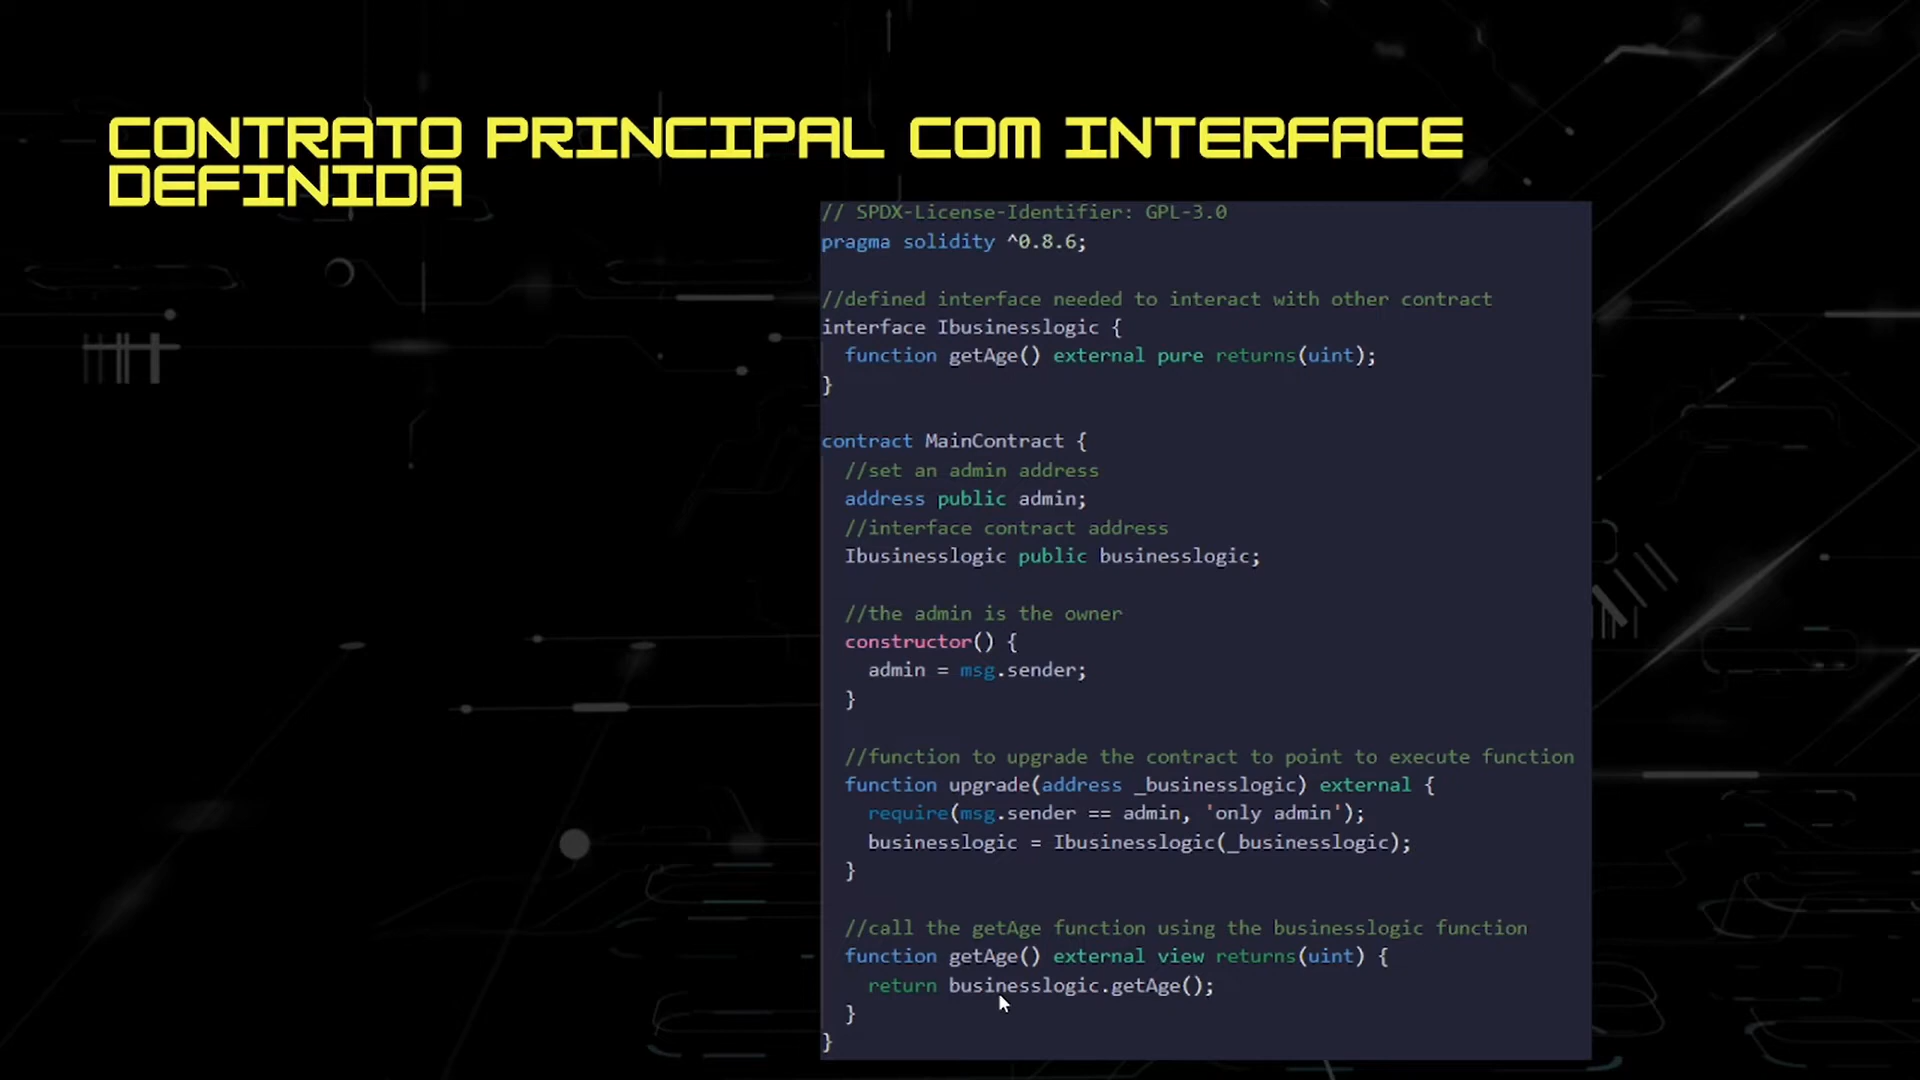 CONTRATO PRINCIPAL COM INTERFACE
DEFINIDA
// SPDX-License-Identifier: GPL-3.0
pragma solidity ^0.8.6;
//defined interface needed to interact with other contract
interface Ibusinesslogic {
  function getAge() external pure returns(uint);
}
contract MainContract {
  //set an admin address
  address public admin;
  //interface contract address
  Ibusinesslogic public businesslogic;
  //the admin is the owner
  constructor() {
    admin = msg.sender;
  }
  //function to upgrade the contract to point to execute function
  function upgrade(address _businesslogic) external {
    require(msg.sender == admin, 'only admin');
    businesslogic = Ibusinesslogic(_businesslogic);
  }
  //call the getAge function using the businesslogic function
  function getAge() external view returns(uint) {
    return businesslogic.getAge();
  }
}